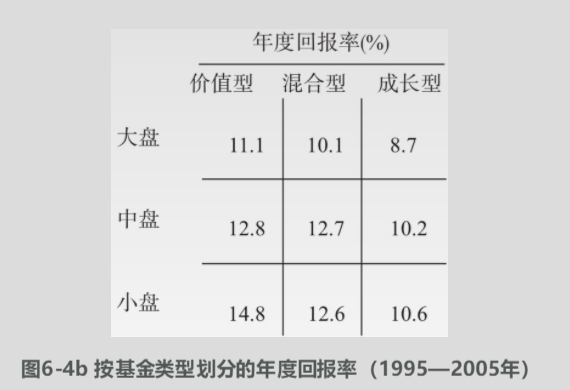 年度回报率(%)
价值型 混合型 成长型
大盘 11.1 10.1 8.7
中盘 12.8 12.7 10.2
小盘 14.8 12.6 10.6
图6-4b 按基金类型划分的年度回报率（1995—2005年）